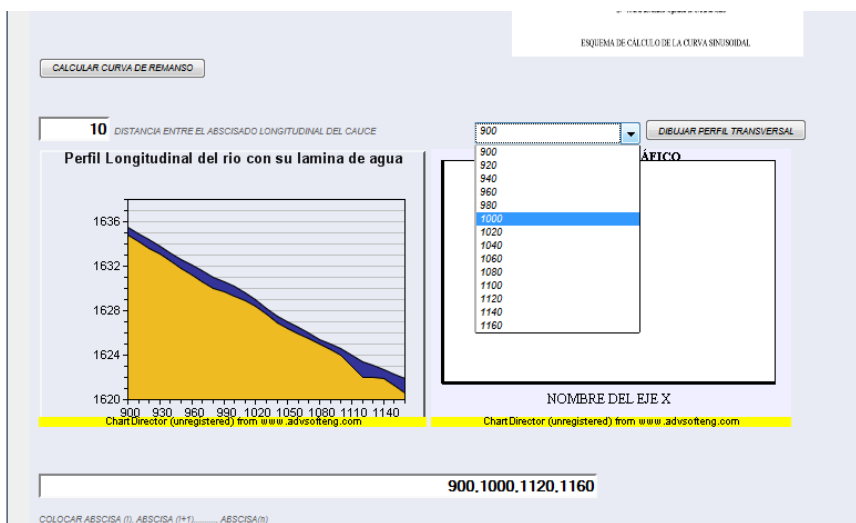 ESQUEMA DE CÁLCULO DE LA CURVA SINUSOIDAL
CALCULAR CURVA DE REMANSO
10 DISTANCIA ENTRE EL ABSCISADO LONGITUDINAL DEL CAUCE
900
DIBUJAR PERFIL TRANSVERSAL
Perfil Longitudinal del rio con su lamina de agua
1636
1632
1628
1624
1620
900 930 960 990 1020 1050 1080 1110 1140
ChartDirector (unregistered) from www.advsofteng.com
ÁFICO
900
920
940
960
980
1000
1020
1040
1060
1080
1100
1120
1140
1160
NOMBRE DEL EJE X
ChartDirector (unregistered) from www.advsofteng.com
900,1000,1120,1160
COLOCAR ABSCISA (I), ABSCISA (I+1)......... ABSCISA(n)